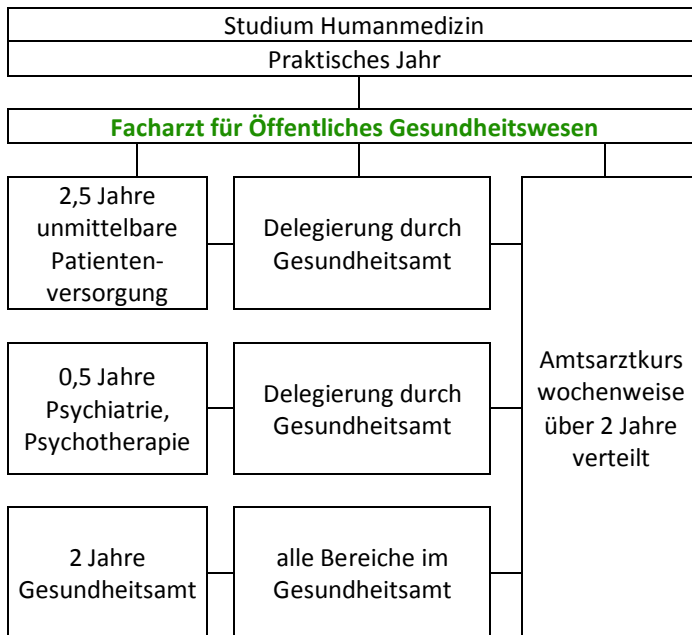 Studium Humanmedizin
Praktisches Jahr
Facharzt für Öffentliches Gesundheitswesen
2,5 Jahre
unmittelbare
Patienten-
versorgung
Delegierung durch
Gesundheitsamt
0,5 Jahre
Psychiatrie,
Psychotherapie
Delegierung durch
Gesundheitsamt
2 Jahre
Gesundheitsamt
alle Bereiche im
Gesundheitsamt
Amtsarztkurs
wochenweise
über 2 Jahre
verteilt